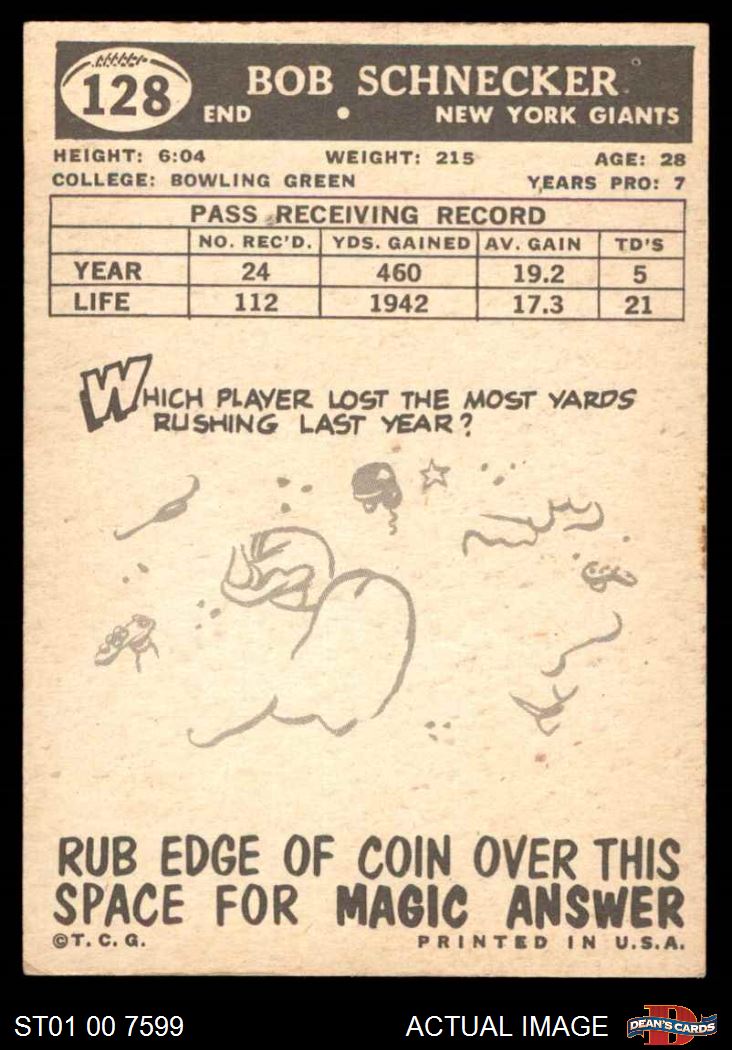 128
BOB SCHNECKER
END • NEW YORK GIANTS
HEIGHT: 6:04 WEIGHT: 215 AGE: 28
COLLEGE: BOWLING GREEN YEARS PRO: 7
PASS RECEIVING RECORD
NO. REC'D. YDS. GAINED AV. GAIN TD'S
YEAR 24 460 19.2 5
LIFE 112 1942 17.3 21
WHICH PLAYER LOST THE MOST YARDS
RUSHING LAST YEAR?
RUB EDGE OF COIN OVER THIS
SPACE FOR MAGIC ANSWER
©T. C. G. PRINTED IN U.S.A.
ST01 00 7599 ACTUAL IMAGE DEAN'S CARDS